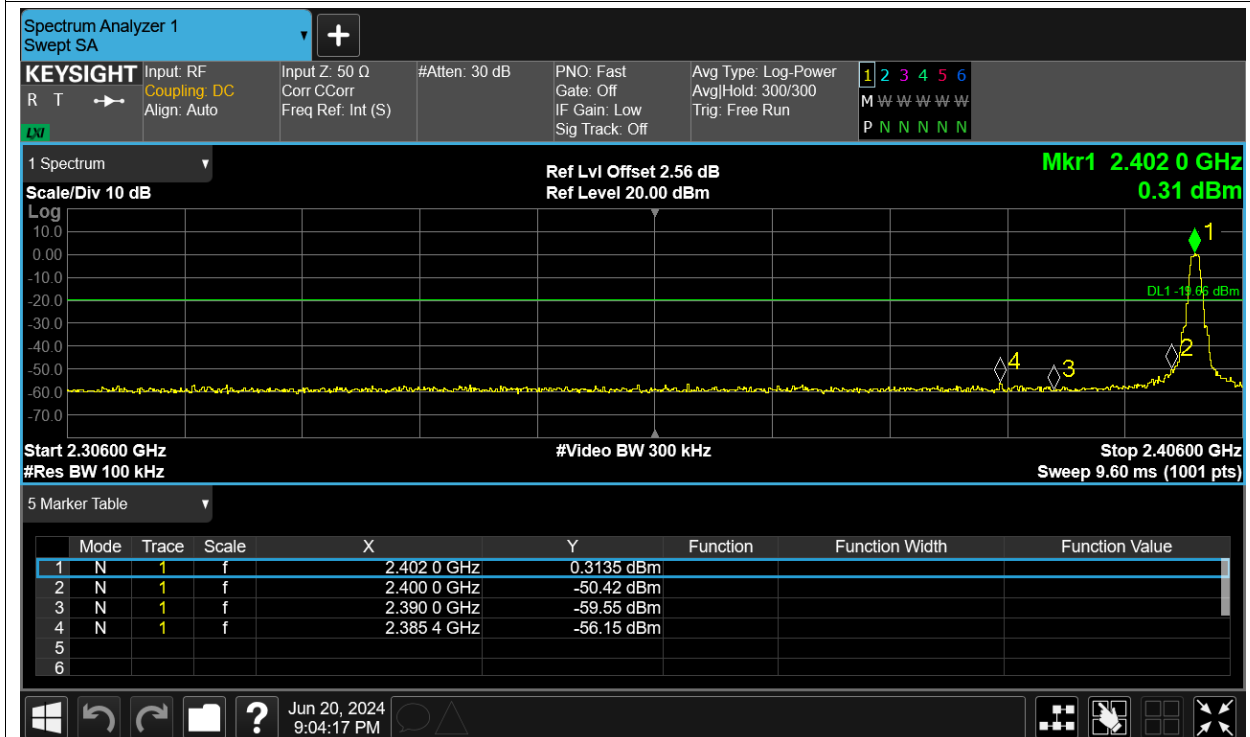 Spectrum Analyzer 1
Swept SA
+
KEYSIGHT Input: RF Input Z: 50 Ω #Atten: 30 dB PNO: Fast Avg Type: Log-Power 1 2 3 4 5 6
R T Coupling: DC Corr CCorr Gate: Off Avg|Hold: 300/300 M W W W W W
Align: Auto Freq Ref: Int (S) IF Gain: Low Trig: Free Run
LXI Sig Track: Off P N N N N N
1 Spectrum Ref Lvl Offset 2.56 dB Mkr1 2.402 0 GHz
Scale/Div 10 dB Ref Level 20.00 dBm 0.31 dBm
Log
10.0 1
0.00
-10.0
-20.0 DL1 -19.66 dBm
-30.0
-40.0 2
-50.0 4 3
-60.0
-70.0
Start 2.30600 GHz #Video BW 300 kHz Stop 2.40600 GHz
#Res BW 100 kHz Sweep 9.60 ms (1001 pts)
5 Marker Table
Mode Trace Scale X Y Function Function Width Function Value
1 N 1 f 2.402 0 GHz 0.3135 dBm
2 N 1 f 2.400 0 GHz -50.42 dBm
3 N 1 f 2.390 0 GHz -59.55 dBm
4 N 1 f 2.385 4 GHz -56.15 dBm
5
6
? Jun 20, 2024
9:04:17 PM